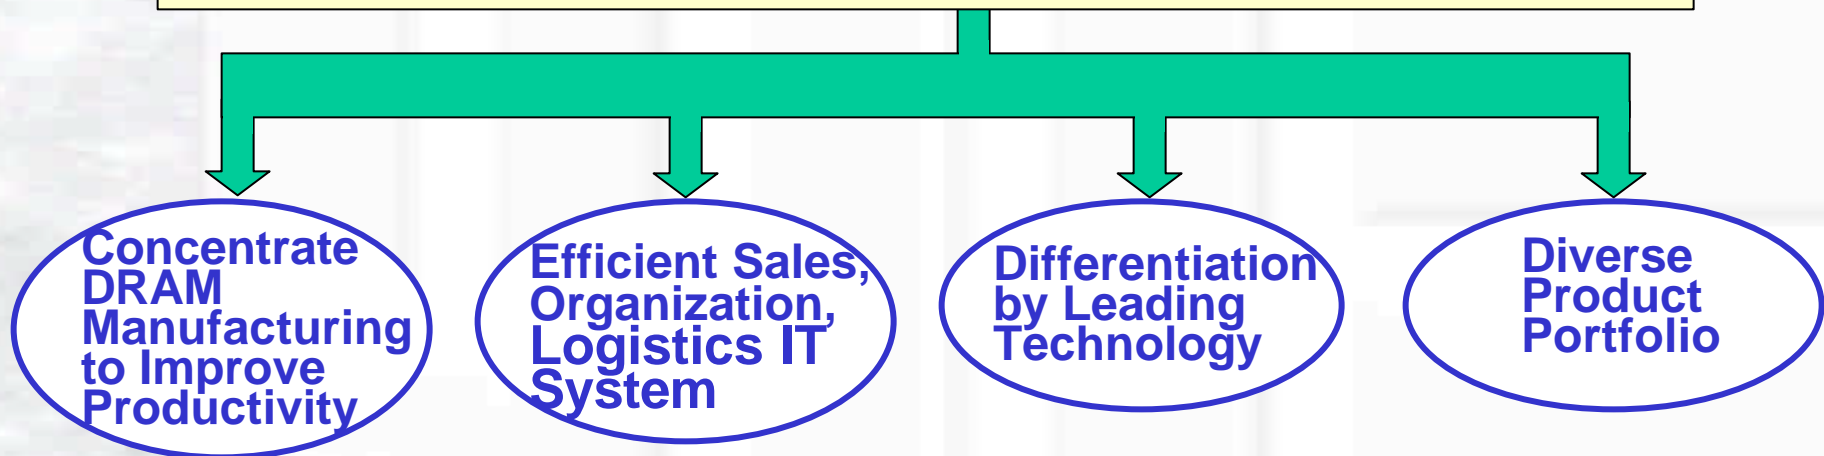 Concentrate
DRAM
Manufacturing
to Improve
Productivity
Efficient Sales,
Organization,
Logistics IT
System
Differentiation
by Leading
Technology
Diverse
Product
Portfolio